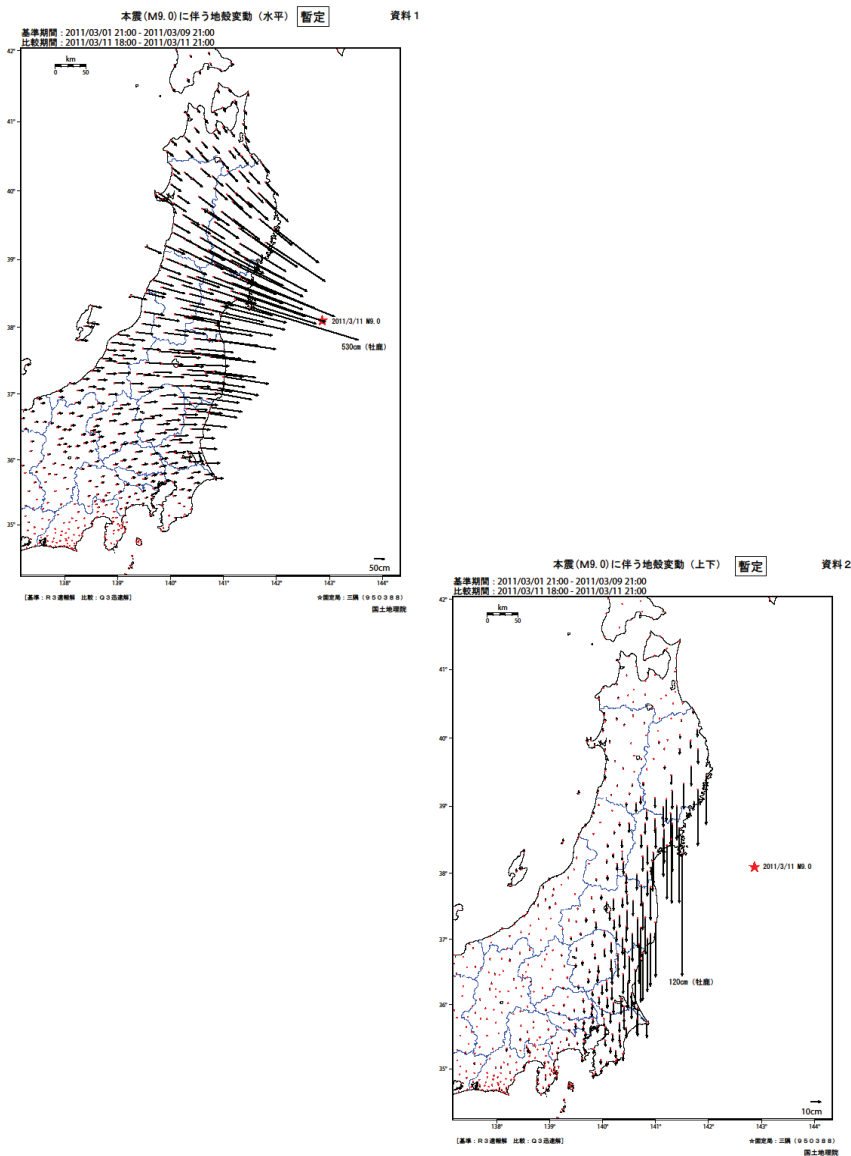 本震(M9.0)に伴う地殻変動（水平） 暫定 資料１
基準期間：2011/03/01 21:00 - 2011/03/09 21:00
比較期間：2011/03/11 18:00 - 2011/03/11 21:00
42°
km
0 50
41°
40°
39°
38°
2011/3/11 M9.0
530cm（牡鹿）
37°
36°
35°
50cm
138° 139° 140° 141° 142° 143° 144°
[基準：R３速報解 比較：Q３迅速解] ☆固定局：三隅（９５０３８８）
国土地理院
本震(M9.0)に伴う地殻変動（上下） 暫定 資料２
基準期間：2011/03/01 21:00 - 2011/03/09 21:00
比較期間：2011/03/11 18:00 - 2011/03/11 21:00
42°
km
0 50
41°
40°
39°
38°
2011/3/11 M9.0
37°
120cm（牡鹿）
36°
35°
10cm
138° 139° 140° 141° 142° 143° 144°
[基準：R３速報解 比較：Q３迅速解] ☆固定局：三隅（９５０３８８）
国土地理院